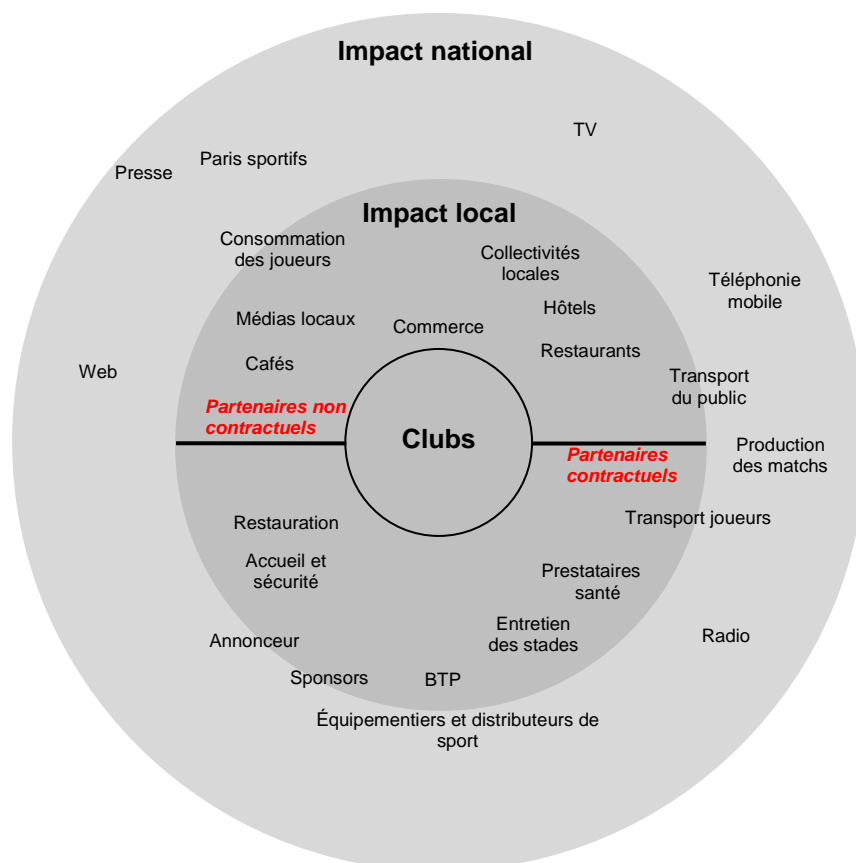 Impact national
TV
Paris sportifs
Presse
Impact local
Consommation
des joueurs
Collectivités
locales
Téléphonie
mobile
Hôtels
Médias locaux
Commerce
Restaurants
Cafés
Web
Transport
du public
Partenaires non
contractuels
Clubs
Partenaires
contractuels
Production
des matchs
Restauration
Transport joueurs
Accueil et
sécurité
Prestataires
santé
Entretien
des stades
Radio
Annonceur
Sponsors
BTP
Équipementiers et distributeurs de
sport